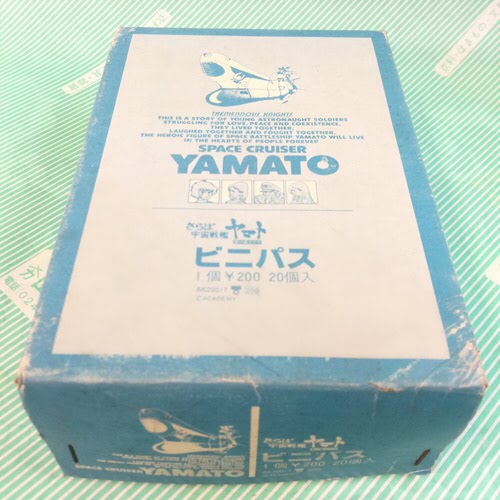 TREMENDOUS KNIGHTS
THIS IS A STORY OF YOUNG ASTRONAUGHT SOLDIERS
STRUGGLING FOR LOVE, PEACE AND COEXISTENCE.
THEY LIVED TOGETHER,
LAUGHED TOGETHER AND FOUGHT TOGETHER.
THE HEROIC FIGURE OF SPACE BATTLESHIP YAMATO WILL LIVE
IN THE HEARTS OF PEOPLE FOREVER
SPACE CRUISER
YAMATO
さらば
宇宙戦艦
ヤマト
ビニパス
1個¥200 20個入
©ACADEMY
SPACE CRUISER
YAMATO
さらば
宇宙戦艦
ヤマト
ビニパス
1個¥200 20個入